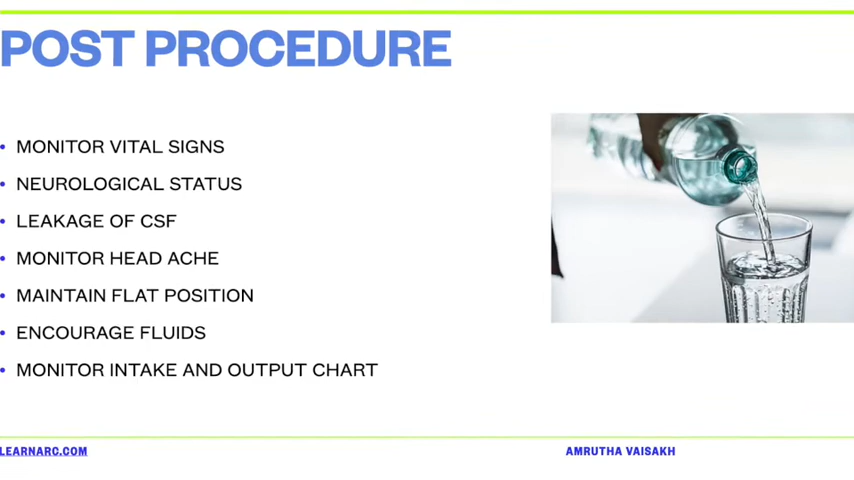 POST PROCEDURE
• MONITOR VITAL SIGNS
• NEUROLOGICAL STATUS
• LEAKAGE OF CSF
• MONITOR HEAD ACHE
• MAINTAIN FLAT POSITION
• ENCOURAGE FLUIDS
• MONITOR INTAKE AND OUTPUT CHART
LEARNARC.COM
AMRUTHA VAISAKH